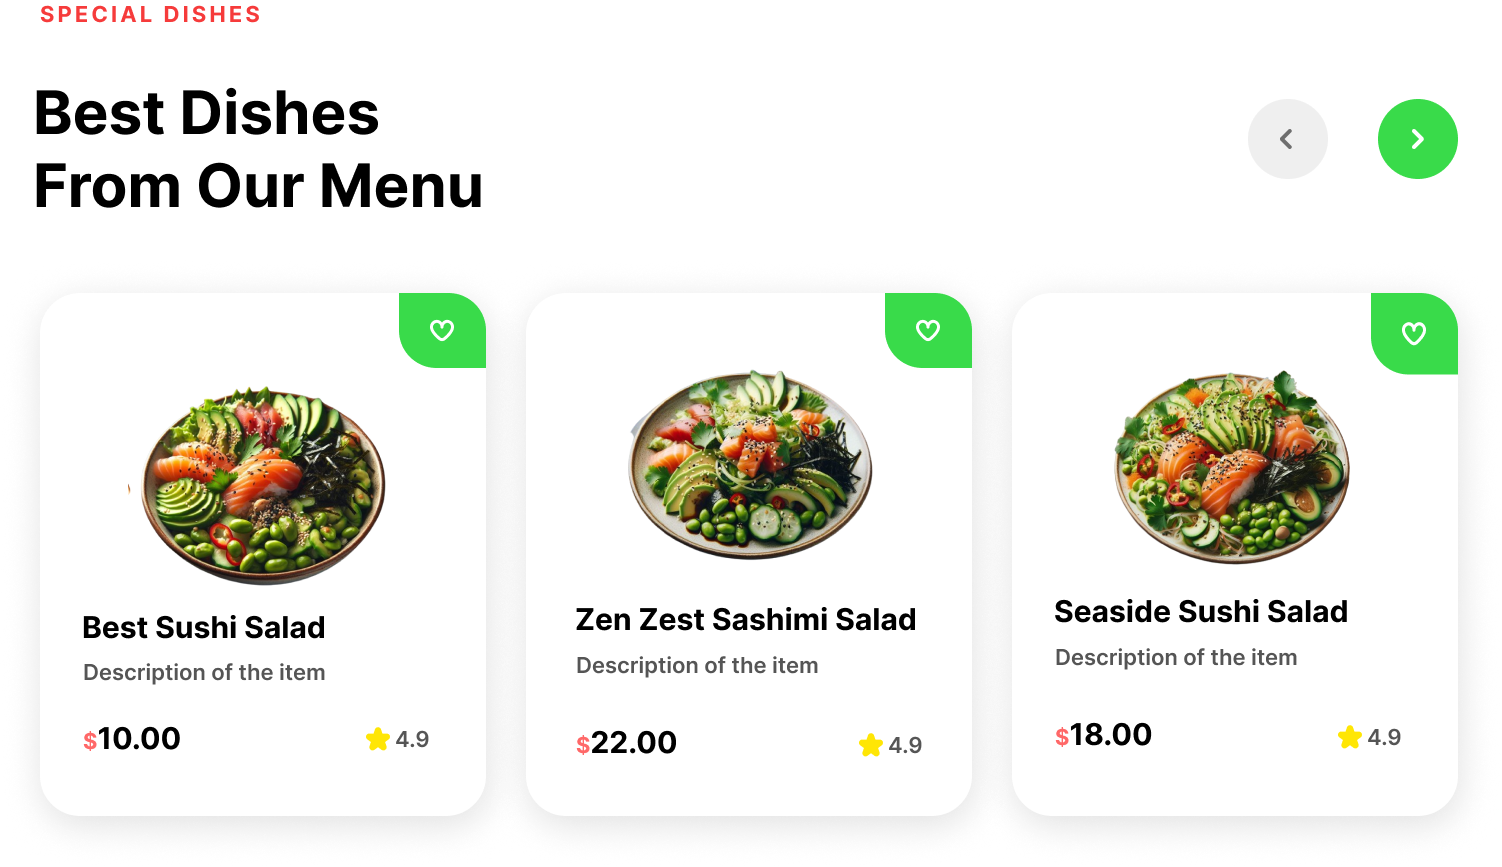 SPECIAL DISHES
Best Dishes
From Our Menu
Best Sushi Salad
Description of the item
$10.00
4.9
Zen Zest Sashimi Salad
Description of the item
$22.00
4.9
Seaside Sushi Salad
Description of the item
$18.00
4.9